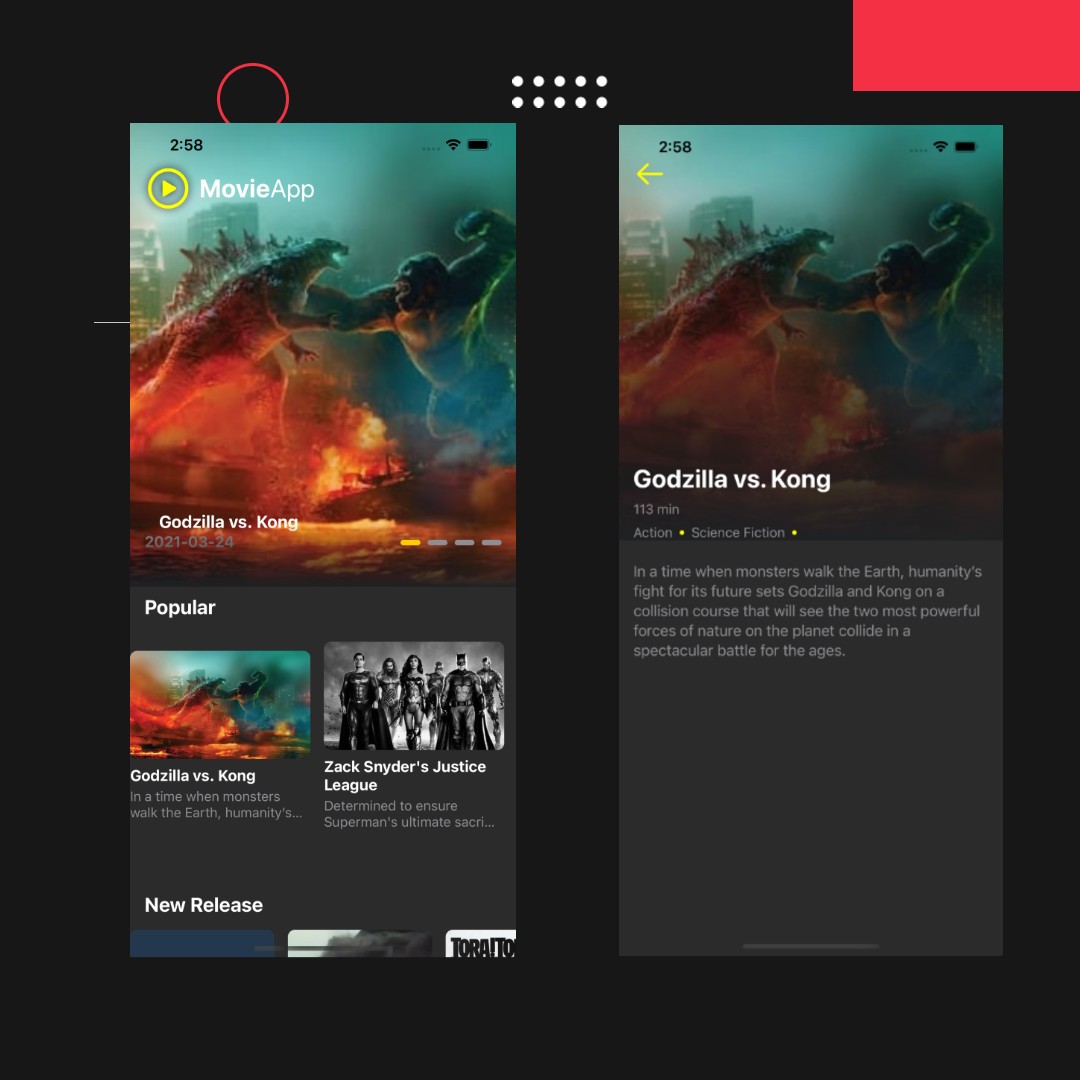 2:58
MovieApp
Godzilla vs. Kong
2021-03-24
Popular
Godzilla vs. Kong
In a time when monsters
walk the Earth, humanity's...
Zack Snyder's Justice
League
Determined to ensure
Superman's ultimate sacri...
New Release
2:58
Godzilla vs. Kong
113 min
Action • Science Fiction •
In a time when monsters walk the Earth, humanity's
fight for its future sets Godzilla and Kong on a
collision course that will see the two most powerful
forces of nature on the planet collide in a
spectacular battle for the ages.